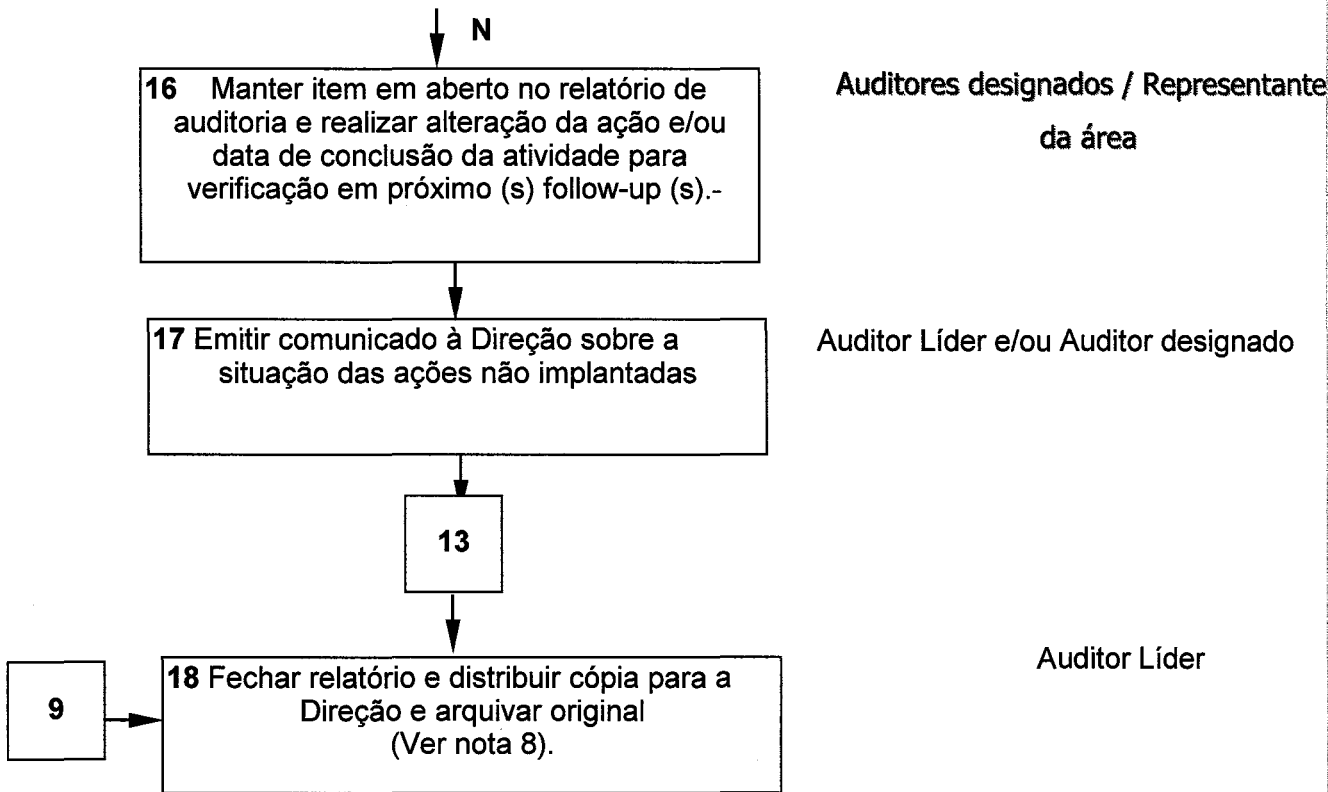 N
16 Manter item em aberto no relatório de
auditoria e realizar alteração da ação e/ou
data de conclusão da atividade para
verificação em próximo (s) follow-up (s).-
Auditores designados / Representante
da área
17 Emitir comunicado à Direção sobre a
situação das ações não implantadas
Auditor Líder e/ou Auditor designado
13
9
18 Fechar relatório e distribuir cópia para a
Direção e arquivar original
(Ver nota 8).
Auditor Líder